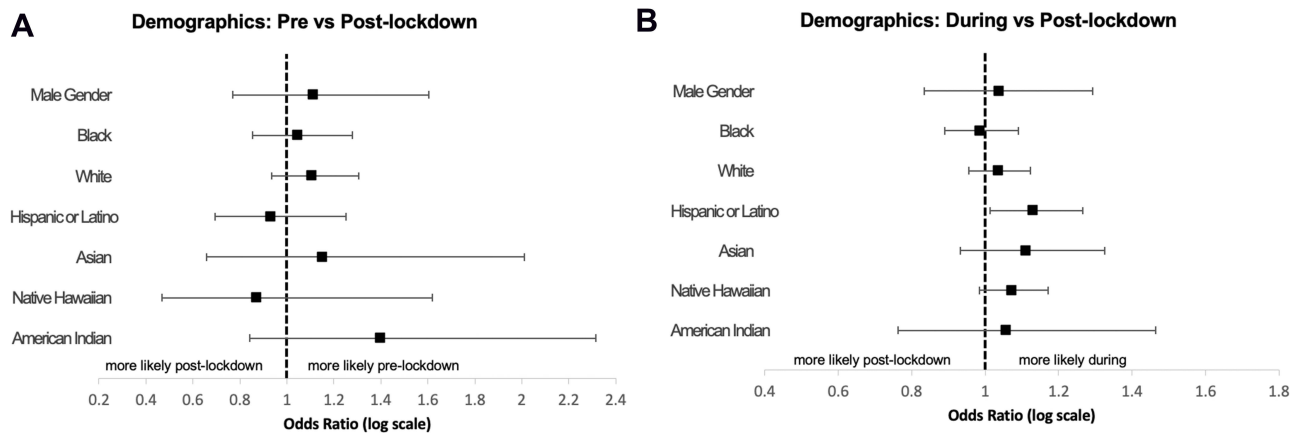 A
Demographics: Pre vs Post-lockdown
Male Gender
Black
White
Hispanic or Latino
Asian
Native Hawaiian
American Indian
more likely post-lockdown
more likely pre-lockdown
0.2 0.4 0.6 0.8 1 1.2 1.4 1.6 1.8 2 2.2 2.4
Odds Ratio (log scale)
B
Demographics: During vs Post-lockdown
Male Gender
Black
White
Hispanic or Latino
Asian
Native Hawaiian
American Indian
more likely post-lockdown
more likely during
0.4 0.6 0.8 1 1.2 1.4 1.6 1.8
Odds Ratio (log scale)